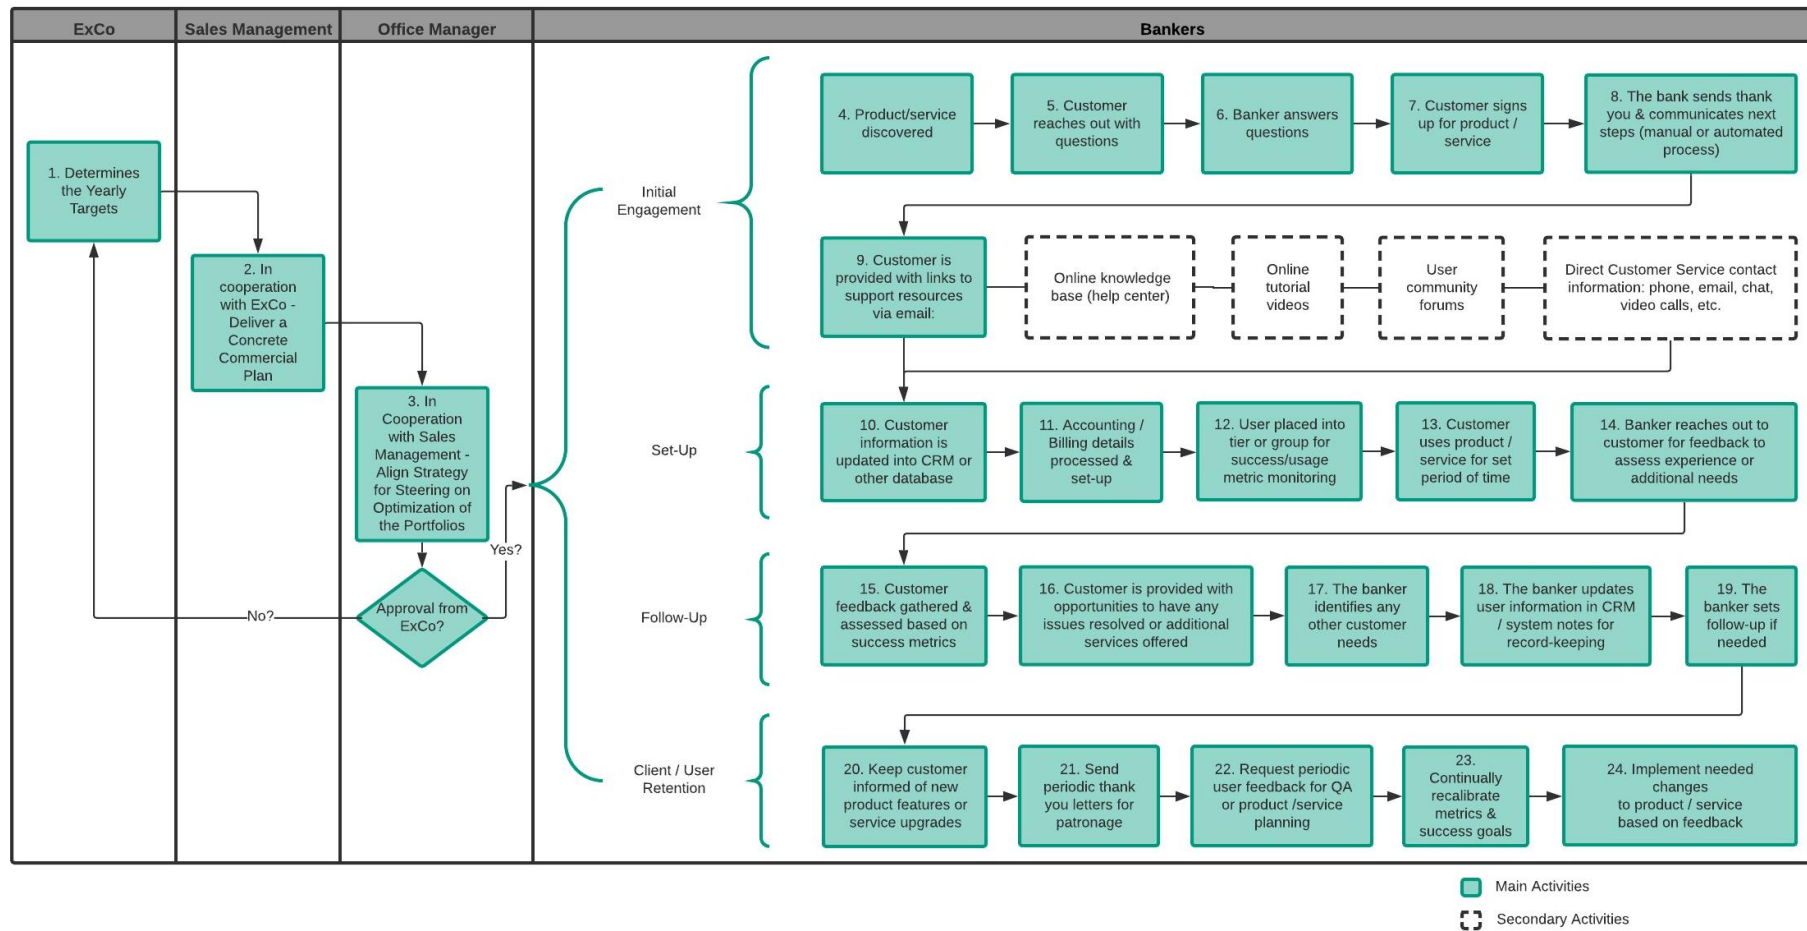 ExCo
Sales Management
Office Manager
Bankers
1. Determines
the Yearly
Targets
2. In
cooperation
with ExCo -
Deliver a
Concrete
Commercial
Plan
3. In
Cooperation
with Sales
Management -
Align Strategy
for Steering on
Optimization of
the Portfolios
Approval from
ExCo?
No?
Yes?
Initial
Engagement
4. Product/service
discovered
5. Customer
reaches out with
questions
6. Banker answers
questions
7. Customer signs
up for product /
service
8. The bank sends thank
you & communicates next
steps (manual or automated
process)
9. Customer is
provided with links to
support resources
via email:
Online knowledge
base (help center)
Online
tutorial
videos
User
community
forums
Direct Customer Service contact
information: phone, email, chat,
video calls, etc.
Set-Up
10. Customer
information is
updated into CRM or
other database
11. Accounting /
Billing details
processed &
set-up
12. User placed into
tier or group for
success/usage
metric monitoring
13. Customer
uses product /
service for set
period of time
14. Banker reaches out to
customer for feedback to
assess experience or
additional needs
Follow-Up
15. Customer
feedback gathered &
assessed based on
success metrics
16. Customer is provided with
opportunities to have any
issues resolved or additional
services offered
17. The banker
identifies any
other customer
needs
18. The banker updates
user information in CRM
/ system notes for
record-keeping
19. The
banker sets
follow-up if
needed
Client / User
Retention
20. Keep customer
informed of new
product features or
service upgrades
21. Send
periodic thank
you letters for
patronage
22. Request periodic
user feedback for QA
or product /service
planning
23.
Continually
recalibrate
metrics &
success goals
24. Implement needed
changes
to product / service
based on feedback
Main Activities
Secondary Activities